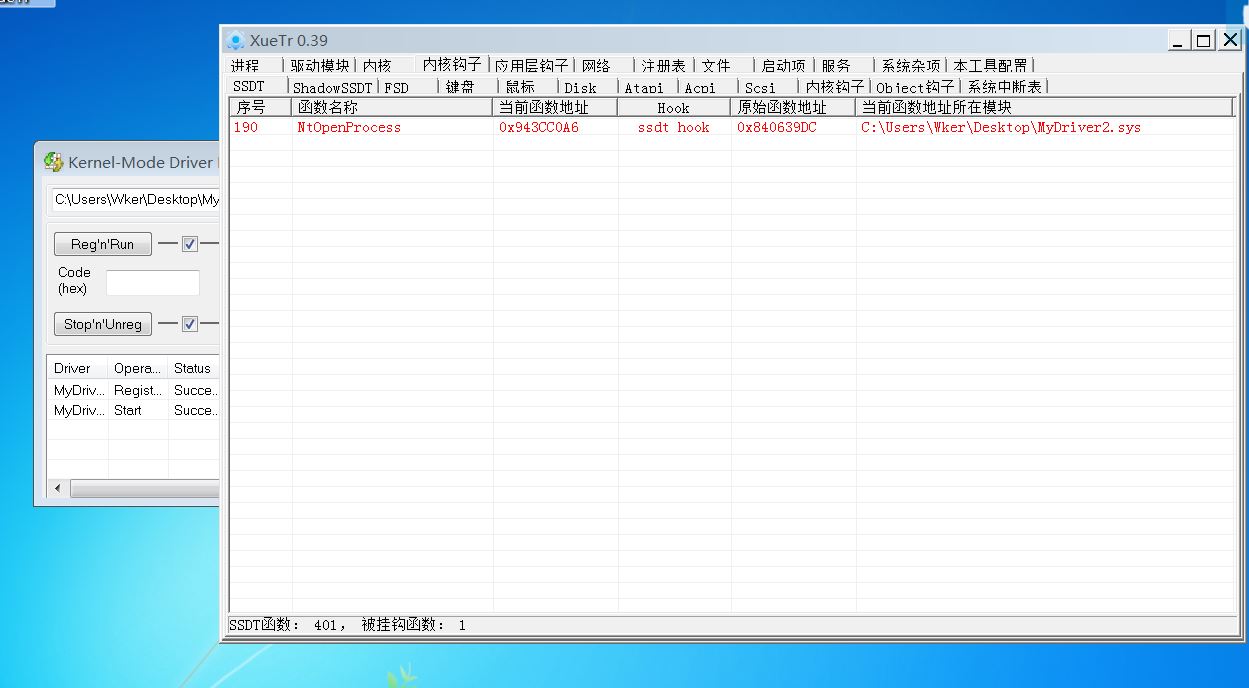 XueTr 0.39
进程 驱动模块 内核 内核钩子 应用层钩子 网络 注册表 文件 启动项 服务 系统杂项 本工具配置
SSDT ShadowSSDT FSD 键盘 鼠标 Disk Atapi Acpi Scsi 内核钩子 Object钩子 系统中断表
序号 函数名称 当前函数地址 Hook 原始函数地址 当前函数地址所在模块
190 NtOpenProcess 0x943CC0A6 ssdt hook 0x840639DC C:\Users\Wker\Desktop\MyDriver2.sys
SSDT函数: 401, 被挂钩函数: 1
Kernel-Mode Driver
C:\Users\Wker\Desktop\My
Reg'n'Run
Code
(hex)
Stop'n'Unreg
Driver Opera... Status
MyDriv... Regist... Succe...
MyDriv... Start Succe...